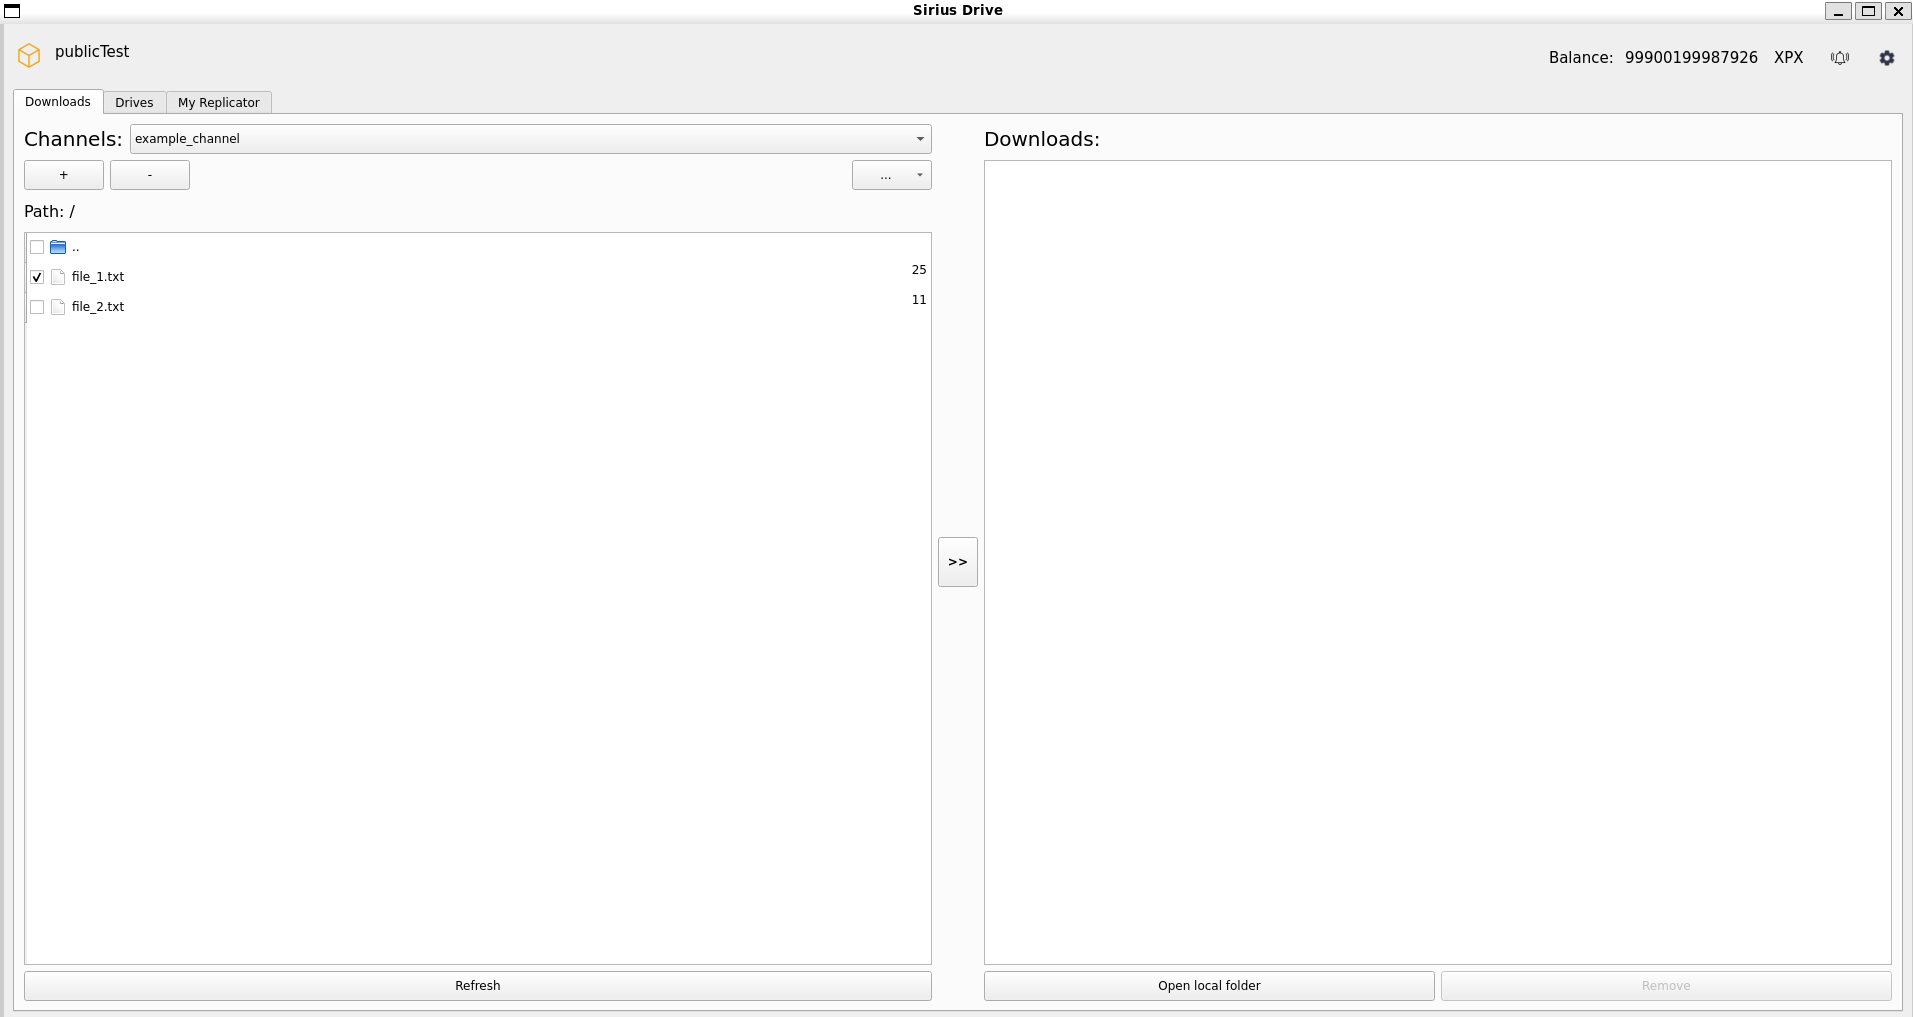 Sirius Drive
publicTest
Balance: 99900199987926 XPX
Downloads Drives My Replicator
Channels: example_channel
Downloads:
+ - ...
Path: /
..
file_1.txt 25
file_2.txt 11
>>
Refresh
Open local folder Remove